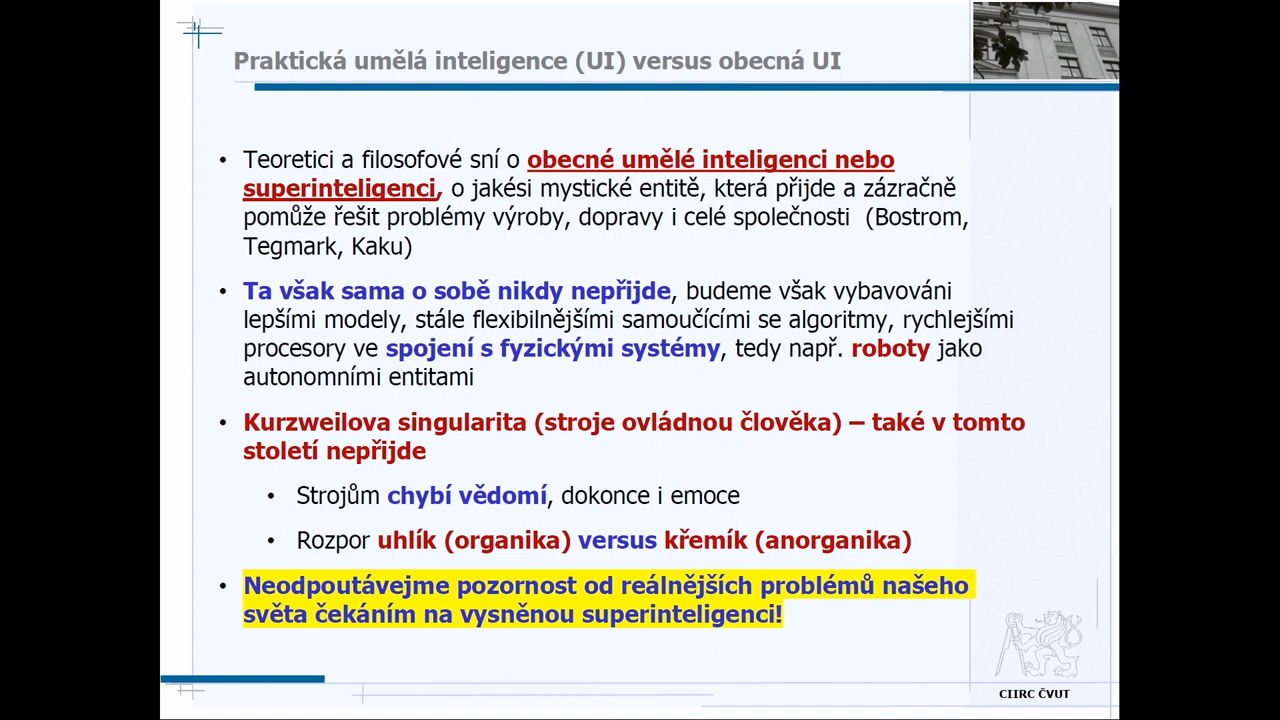 Praktická umělá inteligence (UI) versus obecná UI
• Teoretici a filosofové sní o obecné umělé inteligenci nebo
superinteligenci, o jakési mystické entitě, která přijde a zázračně
pomůže řešit problémy výroby, dopravy i celé společnosti (Bostrom,
Tegmark, Kaku)
• Ta však sama o sobě nikdy nepřijde, budeme však vybavováni
lepšími modely, stále flexibilnějšími samoučícími se algoritmy, rychlejšími
procesory ve spojení s fyzickými systémy, tedy např. roboty jako
autonomními entitami
• Kurzweilova singularita (stroje ovládnou člověka) – také v tomto
století nepřijde
• Strojům chybí vědomí, dokonce i emoce
• Rozpor uhlík (organika) versus křemík (anorganika)
• Neodpoutávejme pozornost od reálnějších problémů našeho
světa čekáním na vysněnou superinteligenci!
CIIRC ČVUT